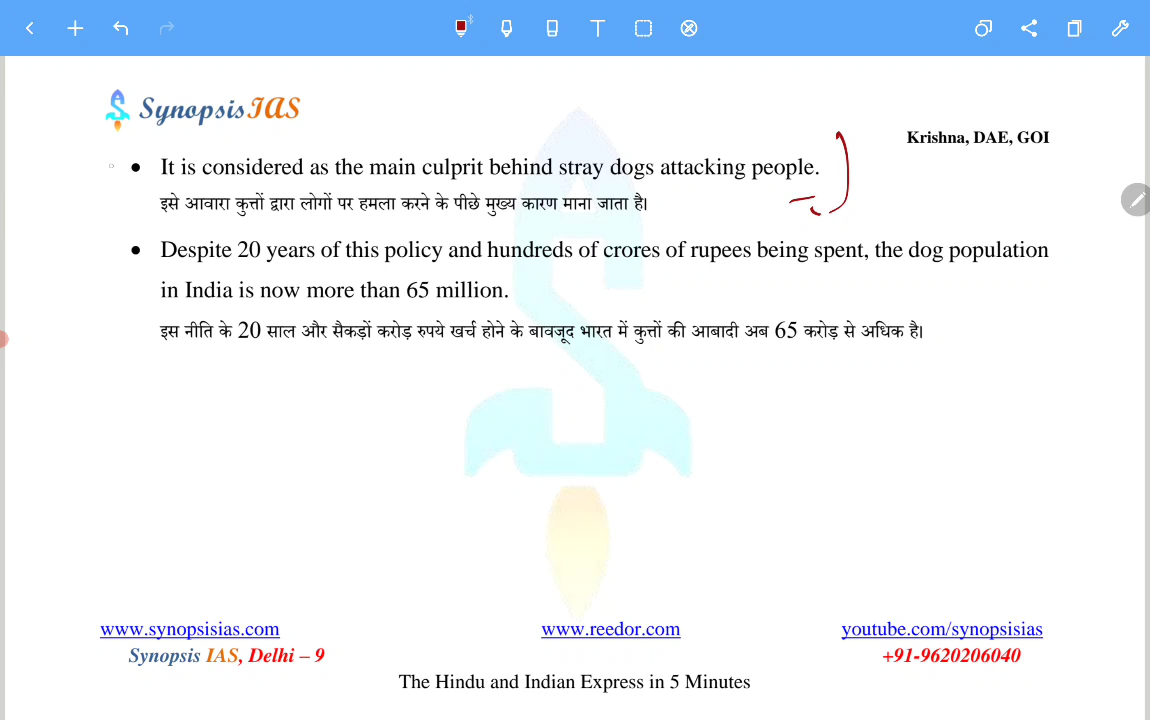 T
Synopsis IAS
Krishna, DAE, GOI
• It is considered as the main culprit behind stray dogs attacking people.
इसे आवारा कुत्तों द्वारा लोगों पर हमला करने के पीछे मुख्य कारण माना जाता है।
• Despite 20 years of this policy and hundreds of crores of rupees being spent, the dog population
in India is now more than 65 million.
इस नीति के 20 साल और सैकड़ों करोड़ रुपये खर्च होने के बावजूद भारत में कुत्तों की आबादी अब 65 करोड़ से अधिक है।
www.synopsisias.com www.reedor.com youtube.com/synopsisias
Synopsis IAS, Delhi – 9 +91-9620206040
The Hindu and Indian Express in 5 Minutes